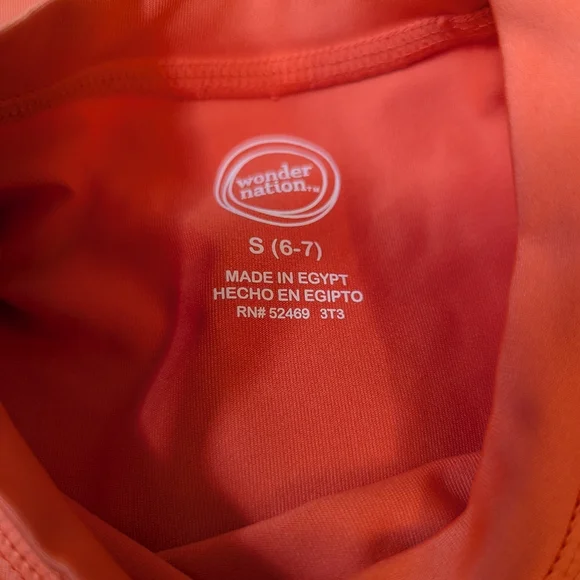 wonder
nation™
S (6-7)
MADE IN EGYPT
HECHO EN EGIPTO
RN# 52469 3T3